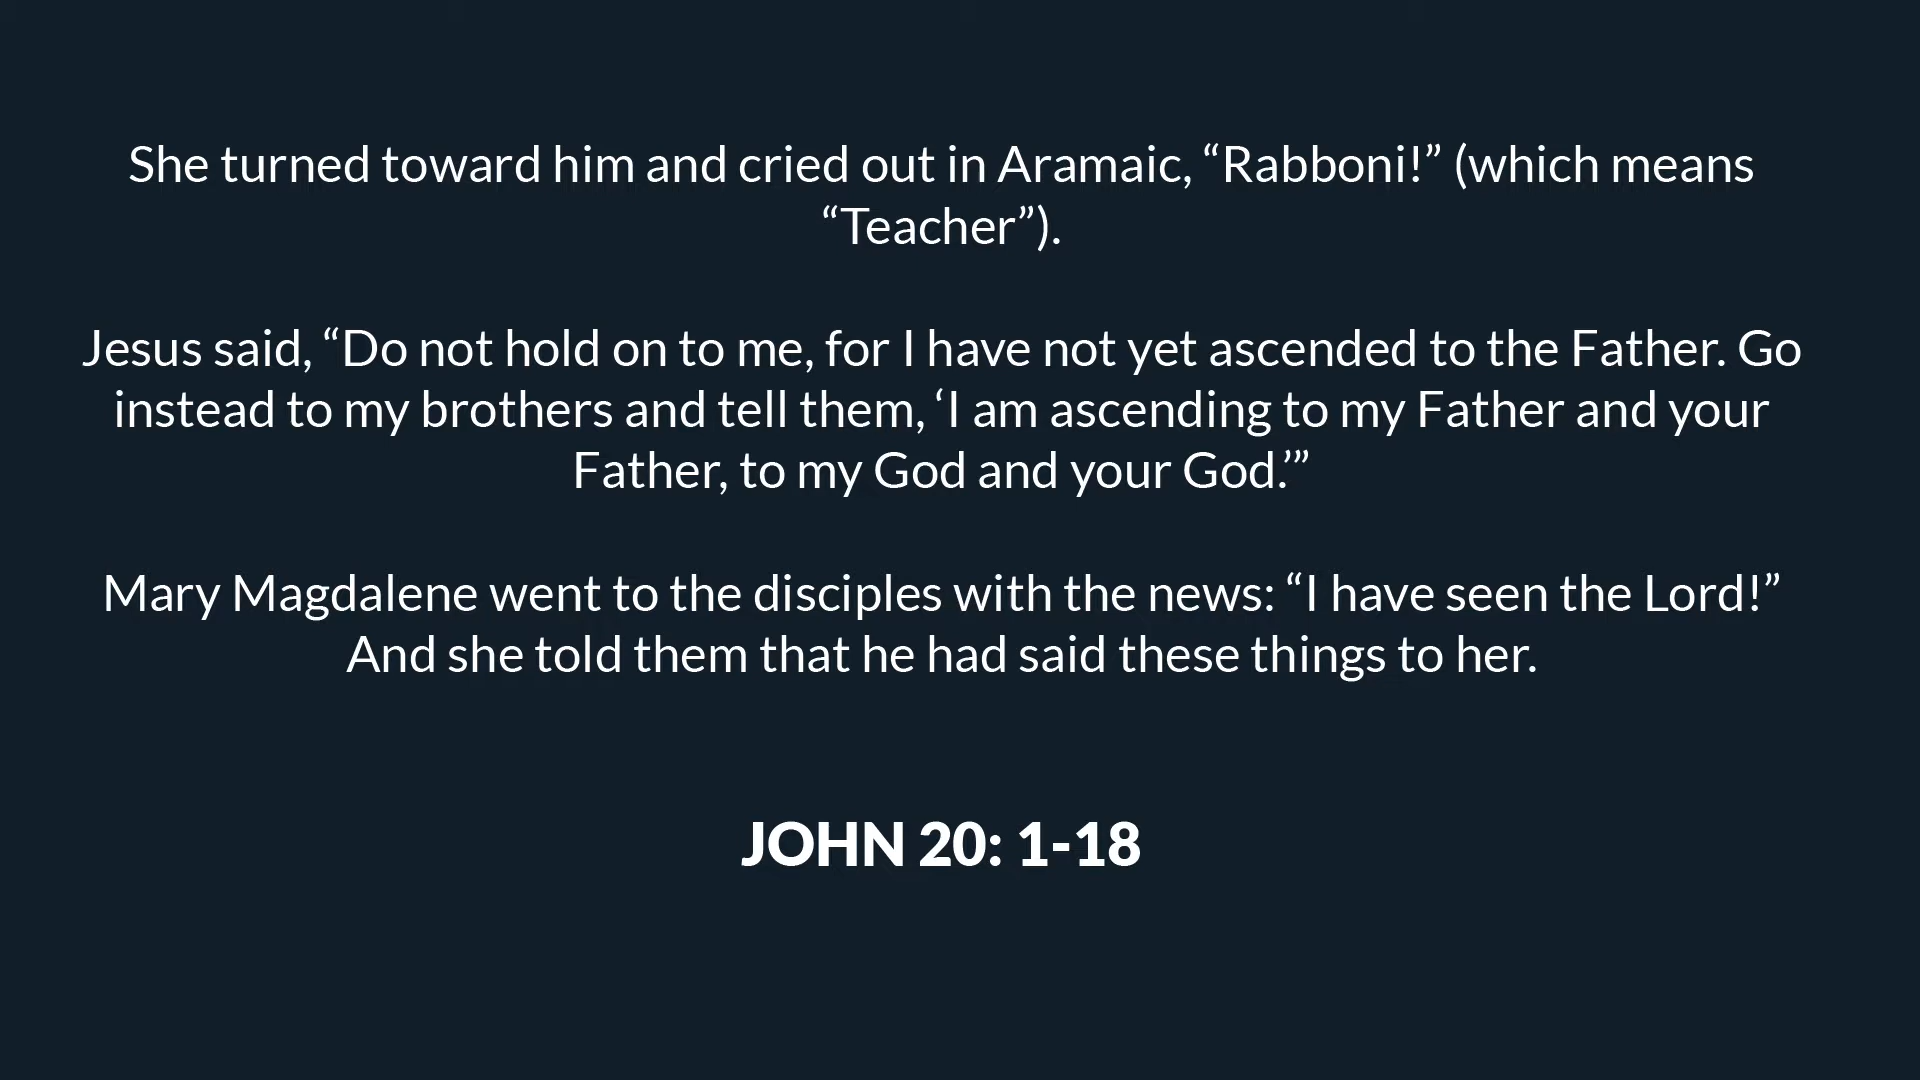 She turned toward him and cried out in Aramaic, “Rabboni!” (which means
“Teacher”).
Jesus said, “Do not hold on to me, for I have not yet ascended to the Father. Go
instead to my brothers and tell them, ‘I am ascending to my Father and your
Father, to my God and your God.’”
Mary Magdalene went to the disciples with the news: “I have seen the Lord!”
And she told them that he had said these things to her.
JOHN 20: 1-18